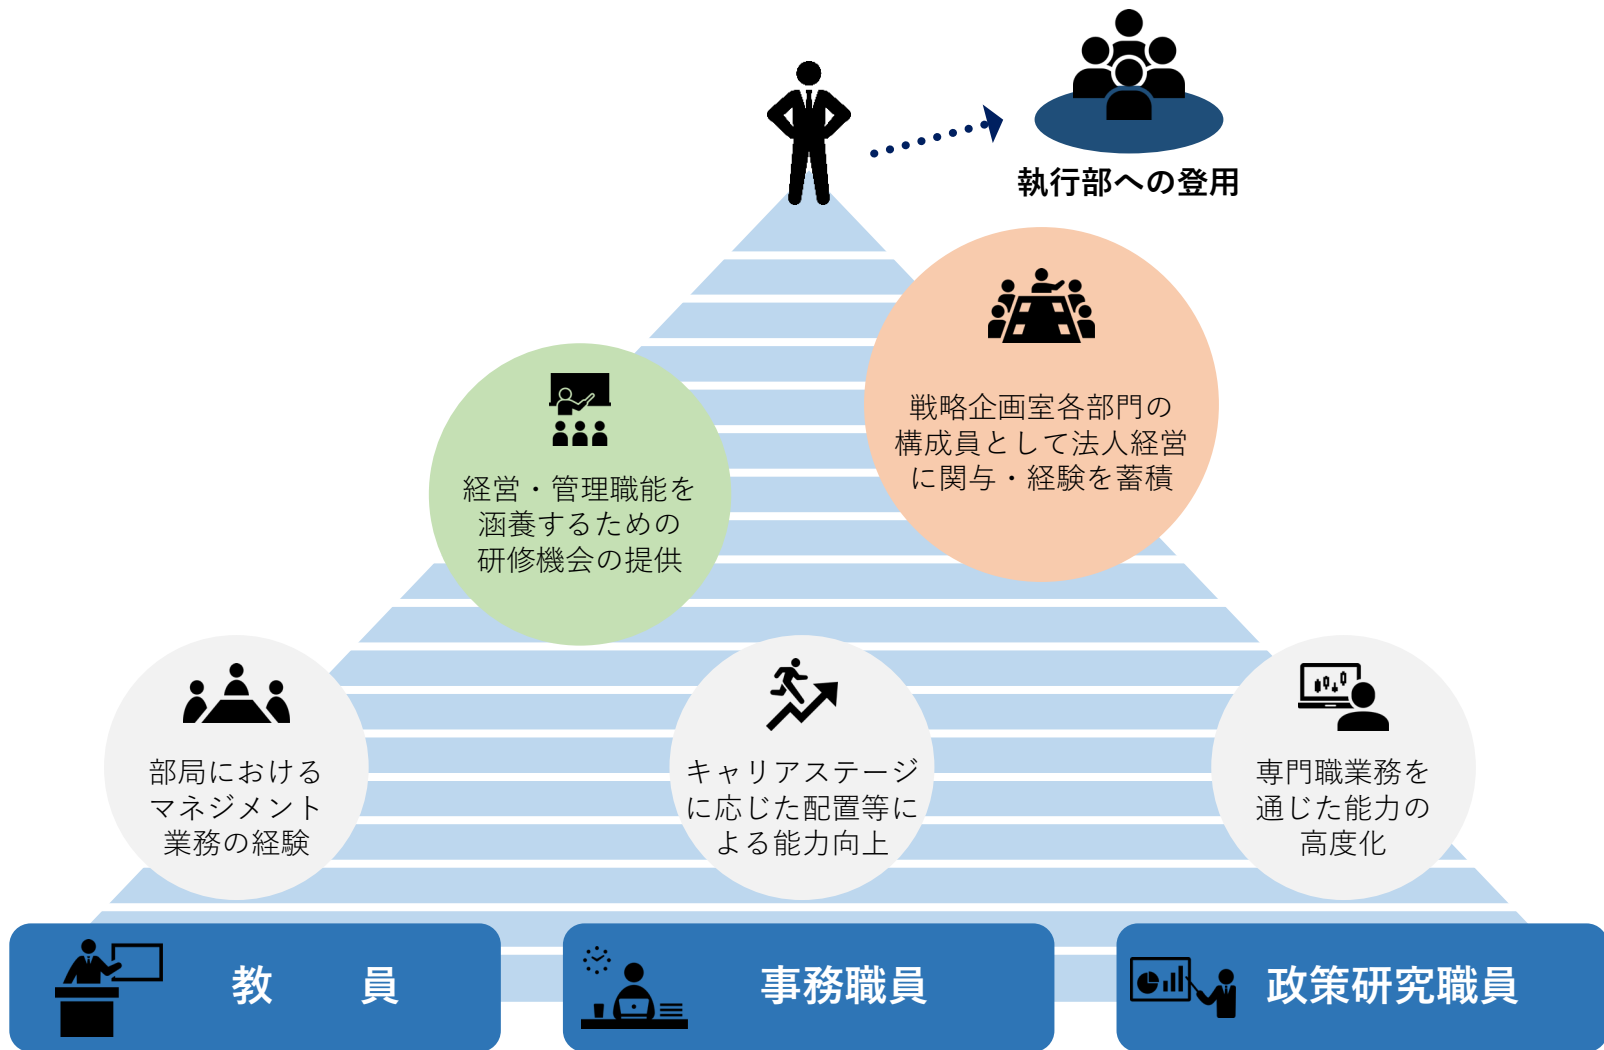 執行部への登用
戦略企画室各部門の
構成員として法人経営
に関与・経験を蓄積
経営・管理職能を
涵養するための
研修機会の提供
部局における
マネジメント
業務の経験
キャリアステージ
に応じた配置等に
よる能力向上
専門職業務を
通じた能力の
高度化
教　員
事務職員
政策研究職員